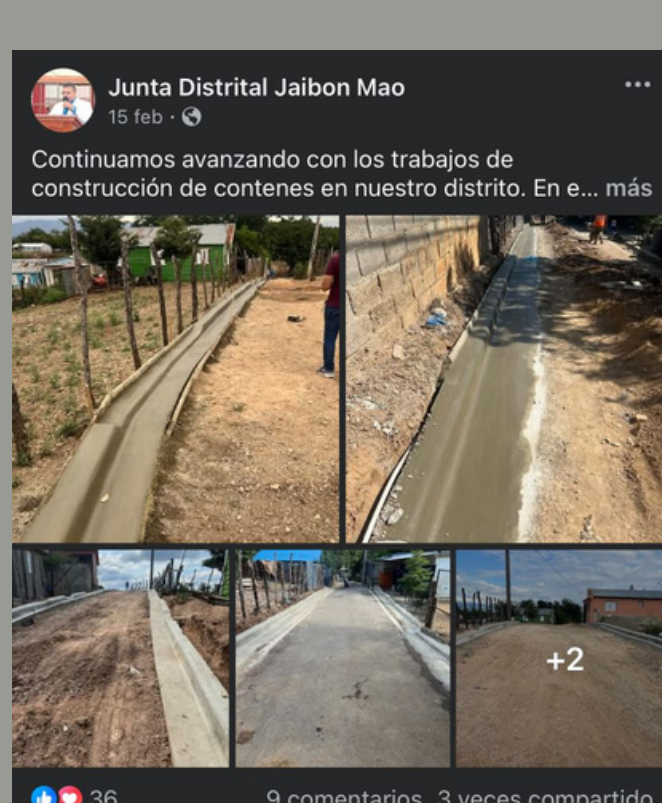 Junta Distrital Jaibon Mao
15 feb ·
Continuamos avanzando con los trabajos de
construcción de contenes en nuestro distrito. En e... más
+2
36
9 comentarios 3 veces compartido